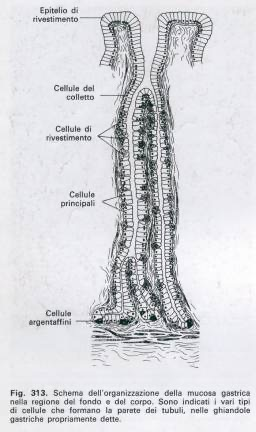 Epitelio di
rivestimento
Cellule del
colletto
Cellule di
rivestimento
Cellule
principali
Cellule
argentaffini
Fig. 313. Schema dell'organizzazione della mucosa gastrica
nella regione del fondo e del corpo. Sono indicati i vari tipi
di cellule che formano la parete dei tubuli, nelle ghiandole
gastriche propriamente dette.